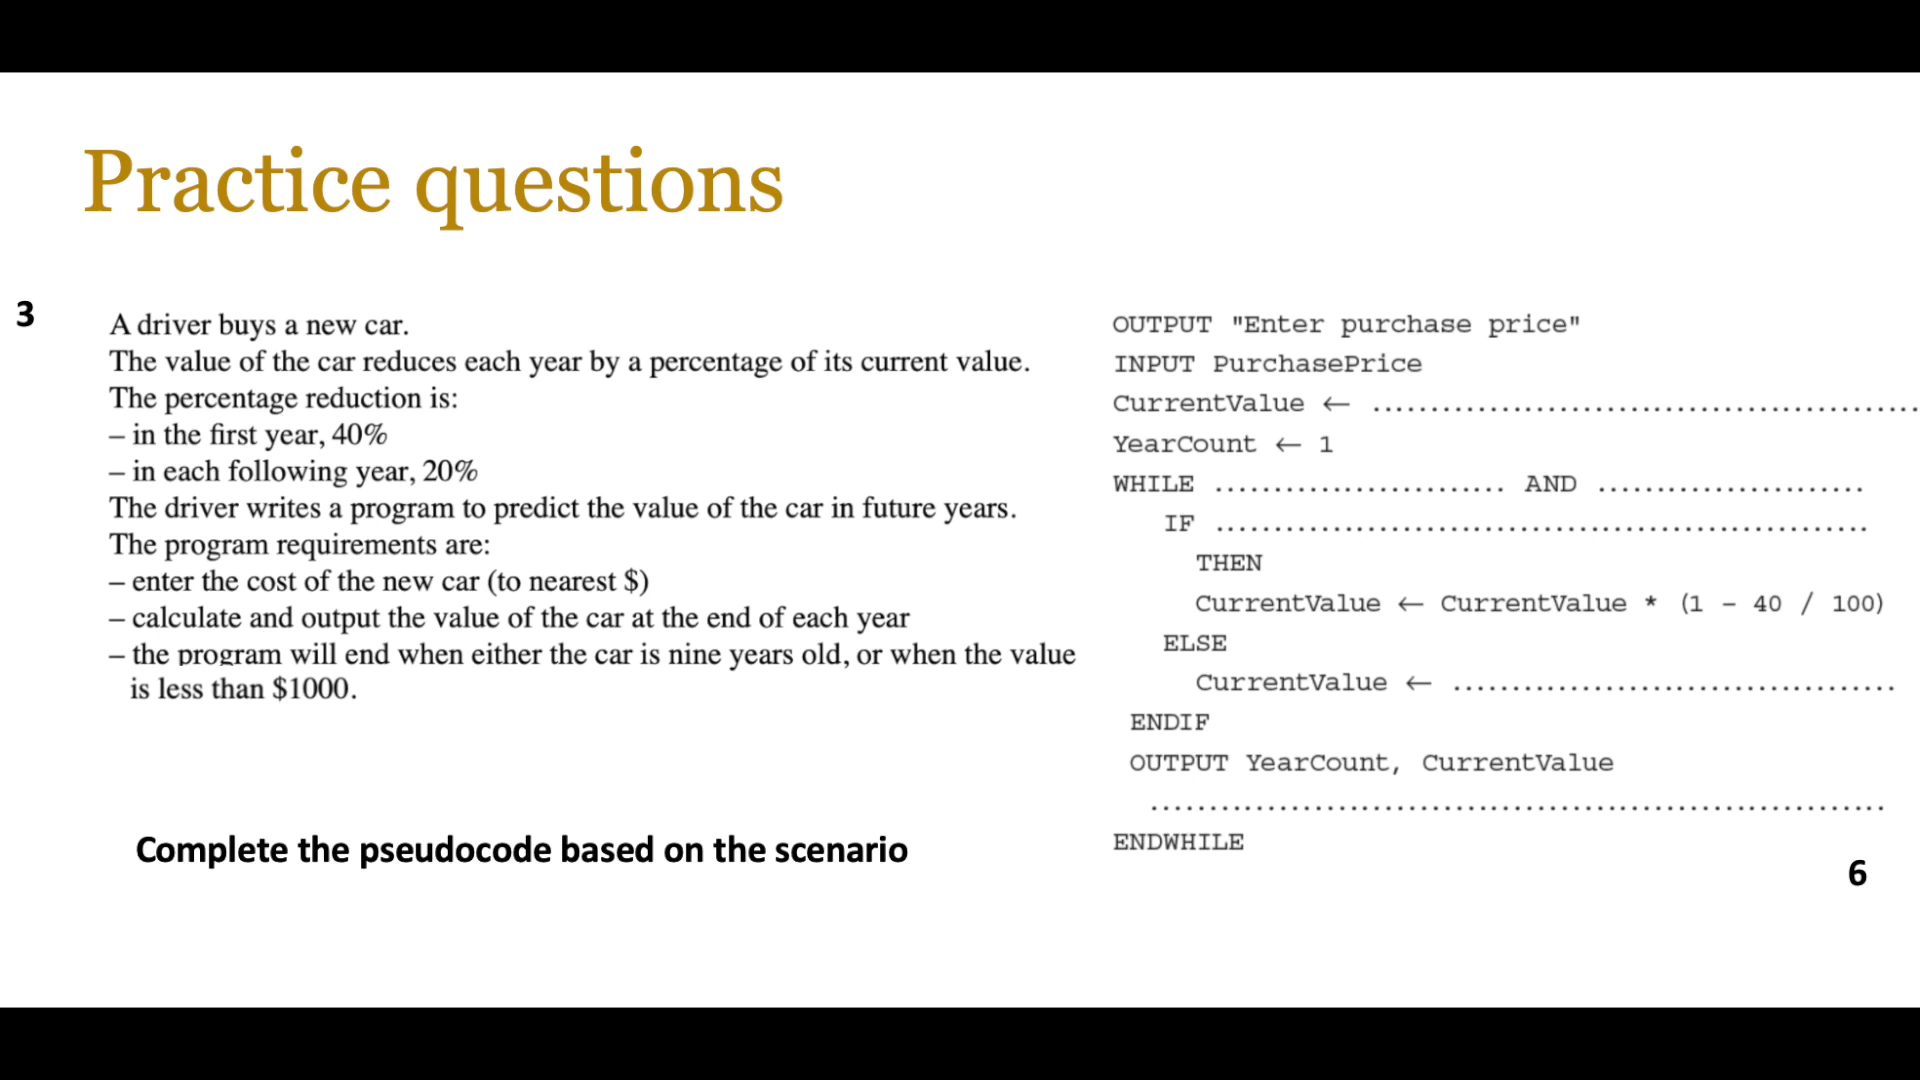 Practice questions
3
A driver buys a new car.
The value of the car reduces each year by a percentage of its current value.
The percentage reduction is:
– in the first year, 40%
– in each following year, 20%
The driver writes a program to predict the value of the car in future years.
The program requirements are:
– enter the cost of the new car (to nearest $)
– calculate and output the value of the car at the end of each year
– the program will end when either the car is nine years old, or when the value
is less than $1000.
Complete the pseudocode based on the scenario
OUTPUT "Enter purchase price"
INPUT PurchasePrice
CurrentValue ← ...............................................
YearCount ← 1
WHILE ......................... AND .......................
IF ........................................................
THEN
CurrentValue ← CurrentValue * (1 - 40 / 100)
ELSE
CurrentValue ← ......................................
ENDIF
OUTPUT YearCount, CurrentValue
...............................................................
ENDWHILE
6